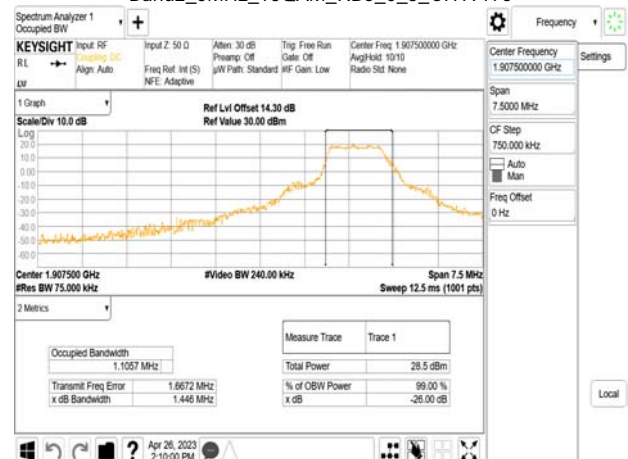 Spectrum Analyzer 1
Occupied BW
Frequency
KEYSIGHT
Input: RF
Input Z: 50 Ω
Atten: 30 dB
Trig: Free Run
Center Freq: 1.907500000 GHz
RL
Coupling: DC
Preamp: Off
Gate: Off
Avg|Hold: 10/10
Align: Auto
Freq Ref: Int (S)
µW Path: Standard
#IF Gain: Low
Radio Std: None
NFE: Adaptive
Center Frequency
1.907500000 GHz
Settings
Span
7.5000 MHz
CF Step
750.000 kHz
Auto
Man
Freq Offset
0 Hz
1 Graph
Ref Lvl Offset 14.30 dB
Scale/Div 10.0 dB
Ref Value 30.00 dBm
Log
20.0
10.0
0.00
-10.0
-20.0
-30.0
-40.0
-50.0
-60.0
Center 1.907500 GHz
#Video BW 240.00 kHz
Span 7.5 MHz
#Res BW 75.000 kHz
Sweep 12.5 ms (1001 pts)
2 Metrics
Measure Trace
Trace 1
Occupied Bandwidth
1.1057 MHz
Total Power
28.5 dBm
Transmit Freq Error
1.6672 MHz
% of OBW Power
99.00 %
x dB Bandwidth
1.446 MHz
x dB
-26.00 dB
Local
Apr 26, 2023
2:10:00 PM